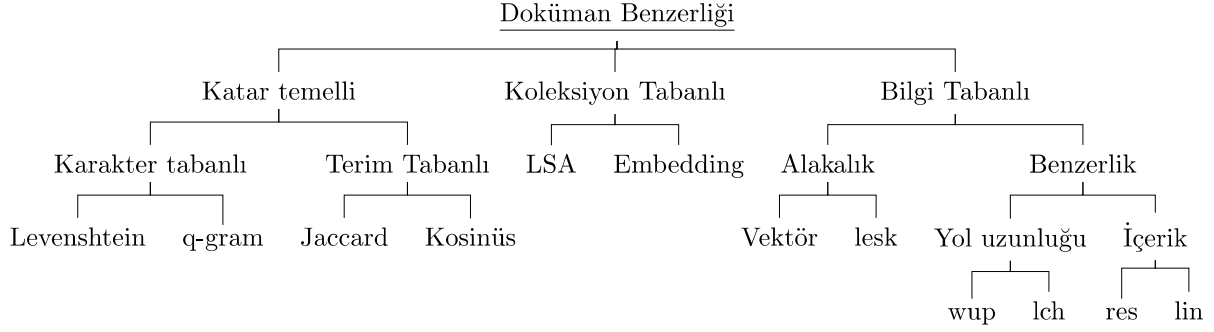 Doküman Benzerliği
Katar temelli Koleksiyon Tabanlı Bilgi Tabanlı
Karakter tabanlı Terim Tabanlı LSA Embedding Alakalık Benzerlik
Levenshtein q-gram Jaccard Kosinüs Vektör lesk Yol uzunluğu İçerik
wup lch res lin